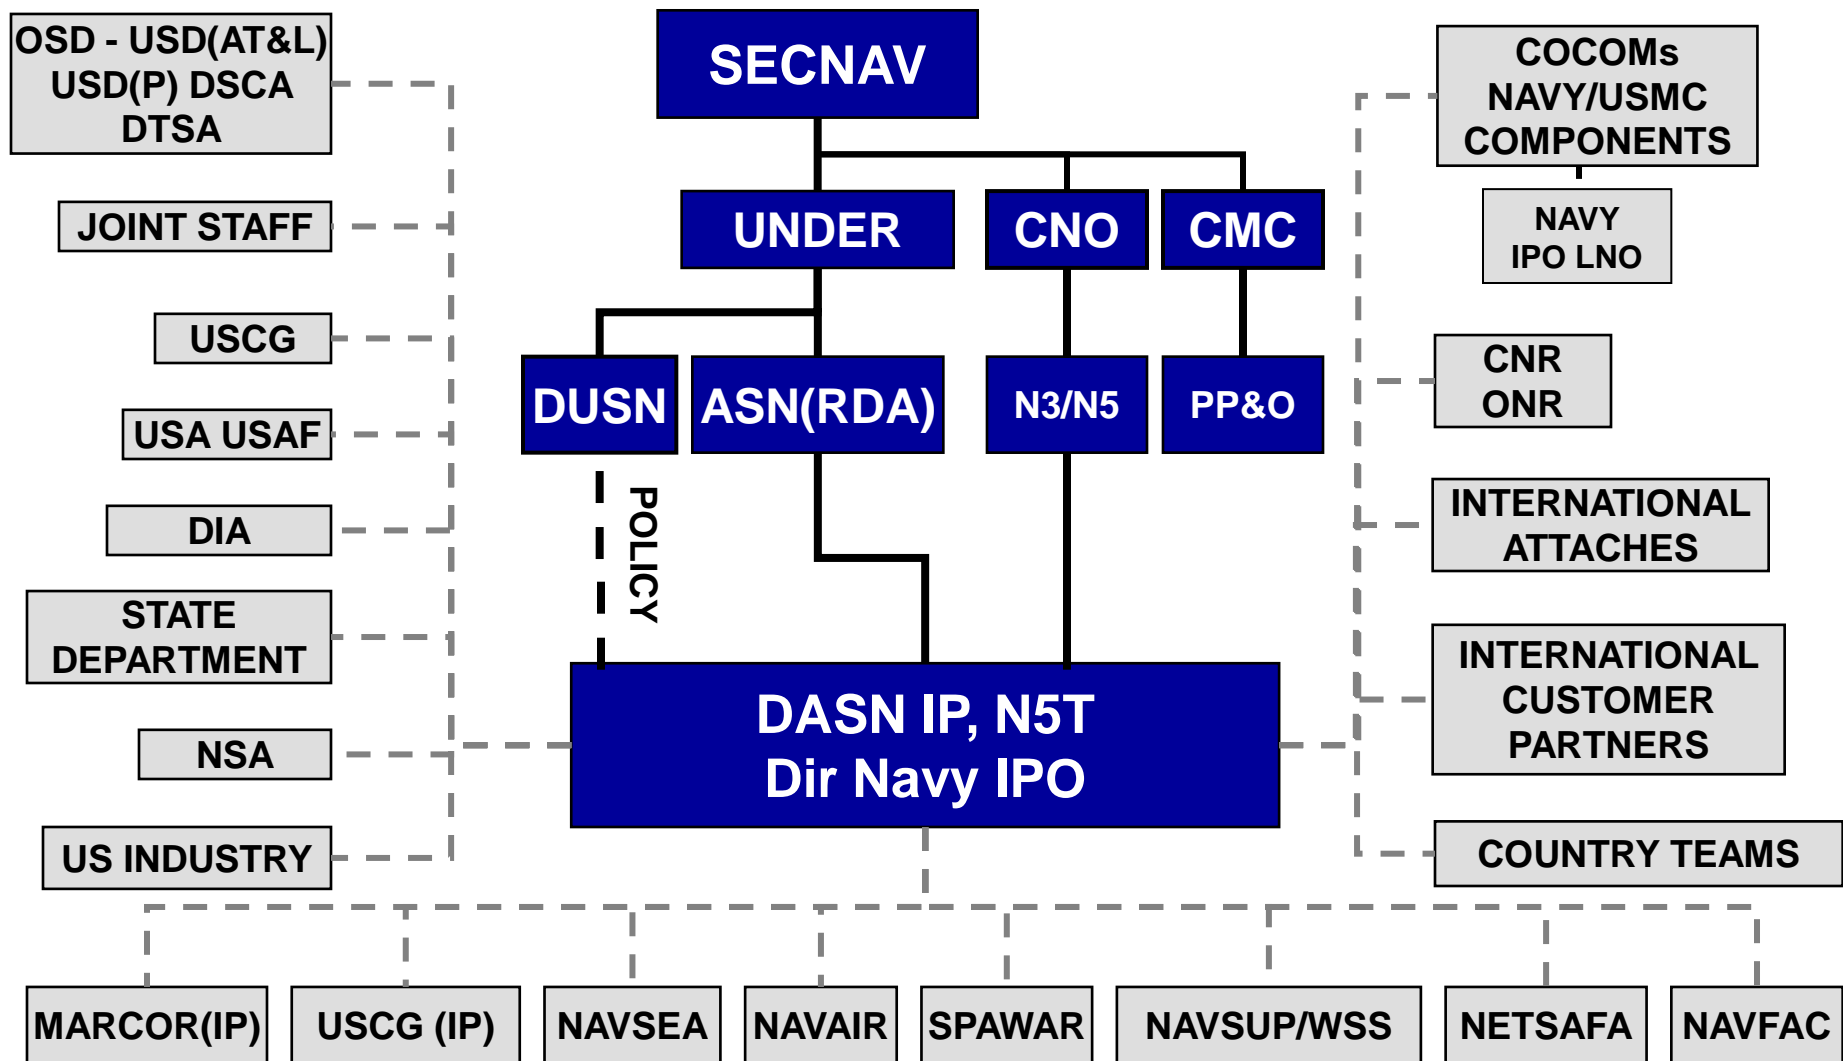 OSD - USD(AT&L)
USD(P) DSCA
DTSA
SECNAV
COCOMs
NAVY/USMC
COMPONENTS
JOINT STAFF
UNDER
CNO
CMC
NAVY
IPO LNO
USCG
DUSN
ASN(RDA)
N3/N5
PP&O
CNR
ONR
USA USAF
POLICY
DIA
INTERNATIONAL
ATTACHES
STATE
DEPARTMENT
DASN IP, N5T
Dir Navy IPO
INTERNATIONAL
CUSTOMER
PARTNERS
NSA
US INDUSTRY
COUNTRY TEAMS
MARCOR(IP)
USCG (IP)
NAVSEA
NAVAIR
SPAWAR
NAVSUP/WSS
NETSAFA
NAVFAC